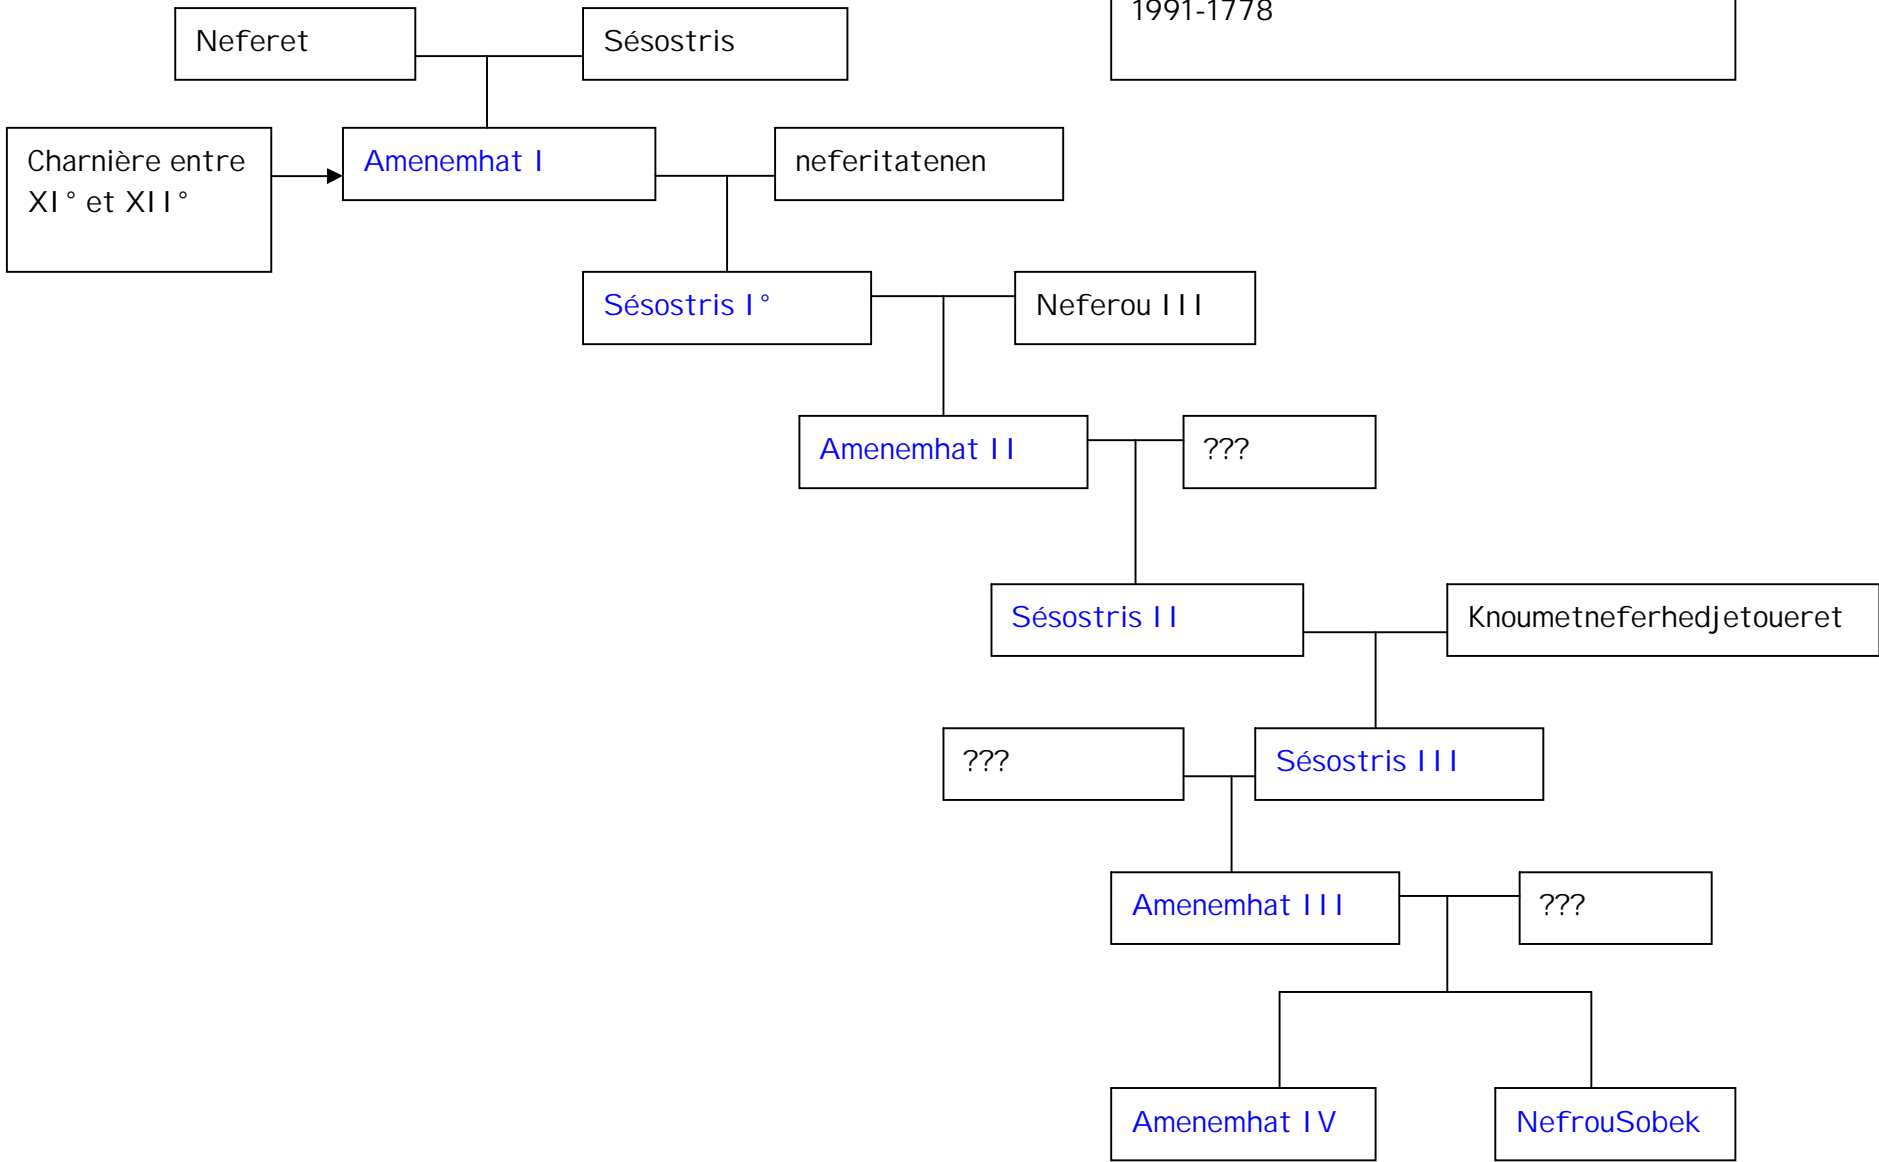 1991-1778
Neferet
Sésostris
Charnière entre
XI° et XII°
Amenemhat I
neferitatenen
Sésostris I°
Neferou III
Amenemhat II
???
Sésostris II
Knoumetneferhedjetoueret
???
Sésostris III
Amenemhat III
???
Amenemhat IV
NefrouSobek